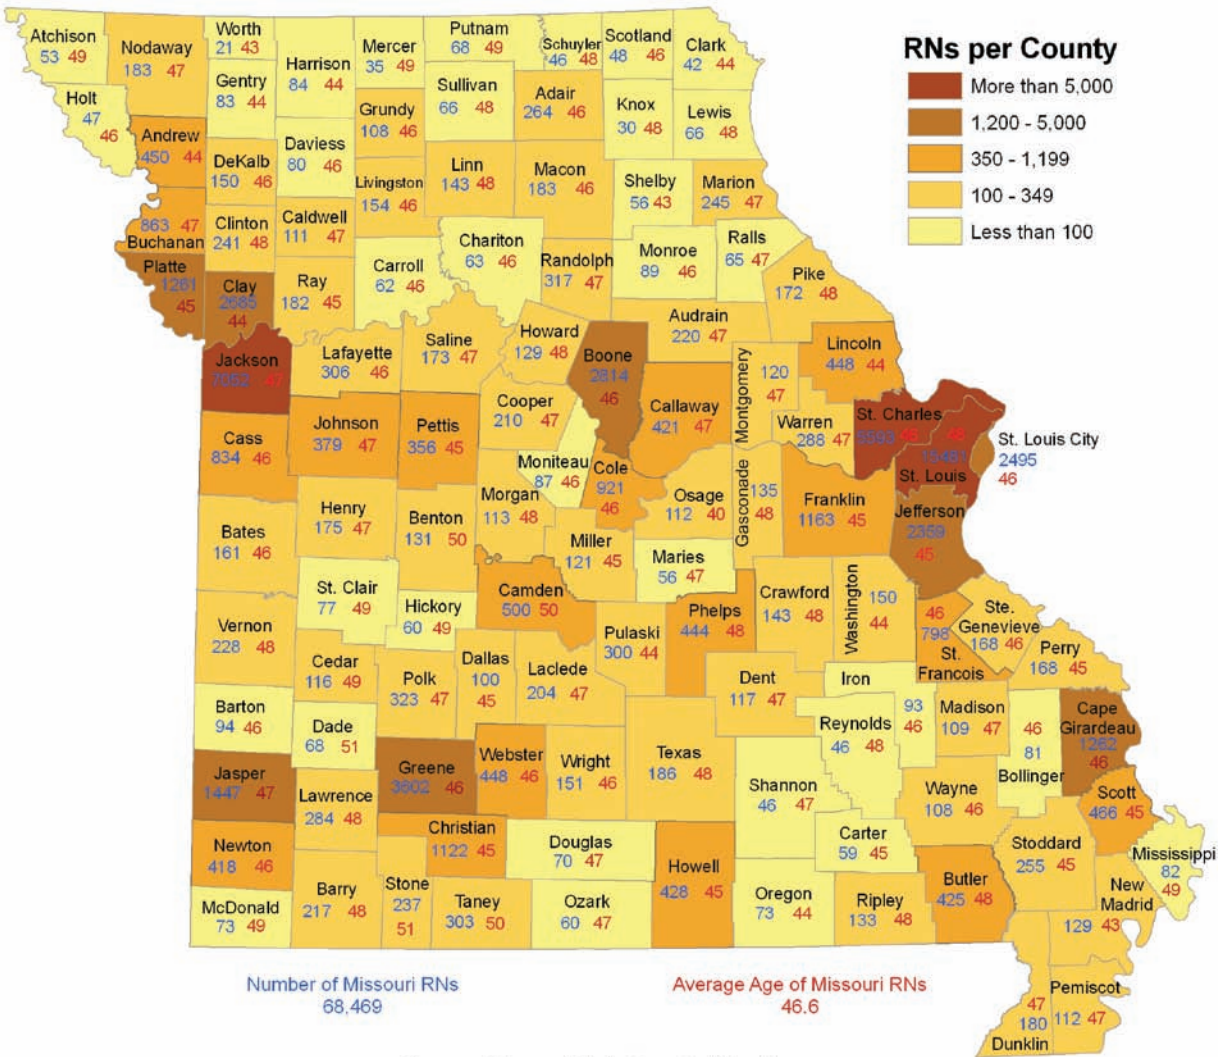 RNs per County
More than 5,000
1,200 - 5,000
350 - 1,199
100 - 349
Less than 100
Atchison
53 49
Nodaway
183 47
Worth
21 43
Gentry
83 44
Harrison
84 44
Mercer
35 49
Putnam
68 49
Schuyler
46 48
Scotland
48 46
Clark
42 44
Holt
47
46
Andrew
450 44
DeKalb
150 46
Daviess
80 46
Grundy
108 46
Sullivan
66 48
Adair
264 46
Knox
30 48
Lewis
66 48
Livingston
154 46
Linn
143 48
Macon
183 46
Shelby
56 43
Marion
245 47
863 47
Buchanan
Clinton
241 48
Caldwell
111 47
Platte
1261
45
Clay
2685
44
Ray
182 45
Carroll
62 46
Chariton
63 46
Randolph
317 47
Monroe
89 46
Ralls
65 47
Pike
172 48
Audrain
220 47
Jackson
7052 47
Lafayette
306 46
Saline
173 47
Howard
129 48
Boone
2814
46
Callaway
421 47
Montgomery
120
47
Lincoln
448 44
Warren
288 47
St. Charles
46
46
St. Louis
St. Louis City
2495
46
Cass
834 46
Johnson
379 47
Pettis
356 45
Cooper
210 47
Moniteau
87 46
Cole
921
46
Morgan
113 48
Osage
112 40
Gasconade
135
48
Franklin
1163 45
Jefferson
2359
45
Bates
161 46
Henry
175 47
Benton
131 50
Miller
121 45
Maries
56 47
St. Clair
77 49
Hickory
60 49
Camden
500 50
Pulaski
300 44
Phelps
444 48
Crawford
143 48
Washington
150
44
46
798
St.
Francois
Ste.
Genevieve
168 46
Perry
168 45
Vernon
228 48
Cedar
116 49
Polk
323 47
Dallas
100
45
Laclede
204 47
Dent
117 47
Iron
93
46
Reynolds
46 48
Madison
109 47
46
81
Bollinger
Cape
Girardeau
1262
46
Barton
94 46
Dade
68 51
Jasper
1447 47
Lawrence
284 48
Greene
3602 46
Webster
448 46
Wright
151 46
Texas
186 48
Shannon
46 47
Wayne
108 46
Scott
466 45
Newton
418 46
Christian
1122 45
Douglas
70 47
Howell
428 45
Carter
59 45
Butler
425 48
Stoddard
255 45
Mississippi
82
49
McDonald
73 49
Barry
217 48
Stone
237
51
Taney
303 50
Ozark
60 47
Oregon
73 44
Ripley
133 48
New
Madrid
129 43
Pemiscot
112 47
47
180
Dunklin
Number of Missouri RNs
68,469
Average Age of Missouri RNs
46.6